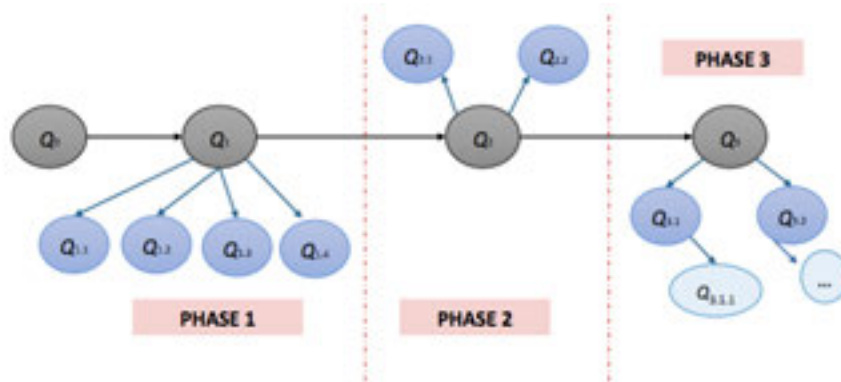 Q2.1
Q2.2
PHASE 3
Q0
Q1
Q2
Q3
Q1.1
Q1.2
Q1.3
Q1.4
Q3.1
Q3.2
Q3.1.1
...
PHASE 1
PHASE 2